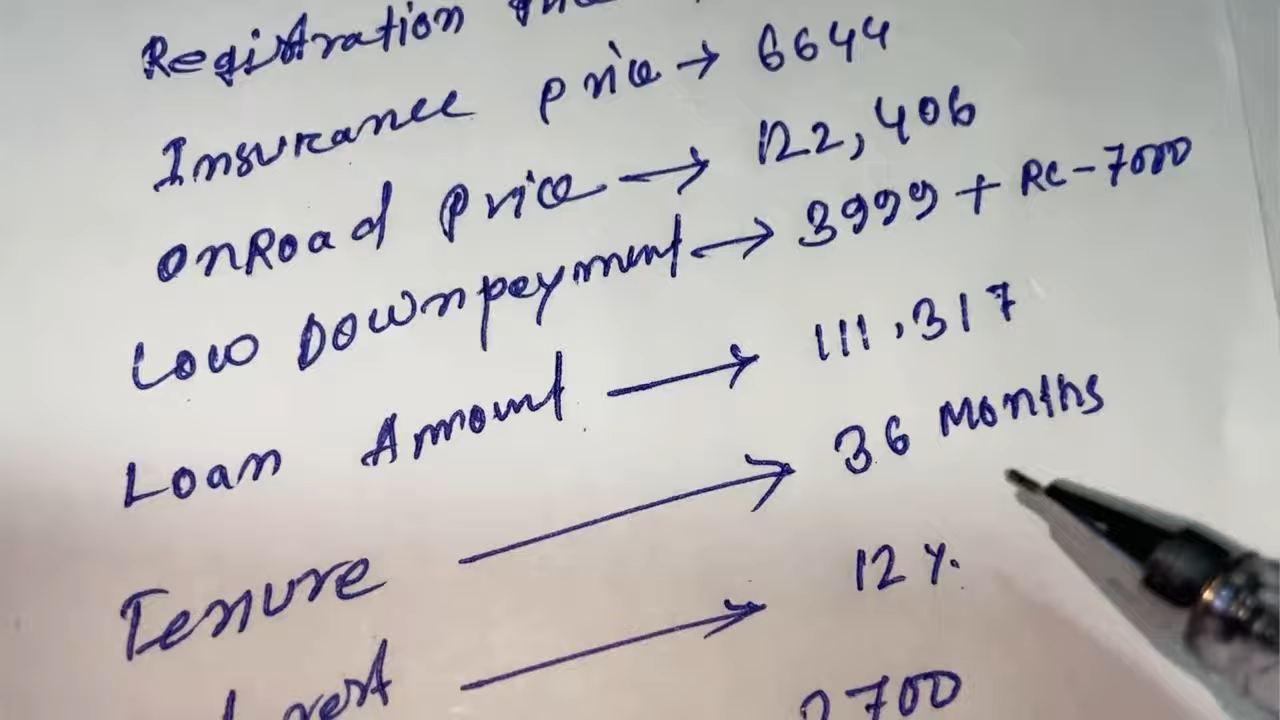 Registration
Insurance price → 6644
OnRoad Price → 122,406
Low Downpayment → 3999 + RC-7000
Loan Amount → 111,317
Tenure → 36 Months
→ 12%
2700